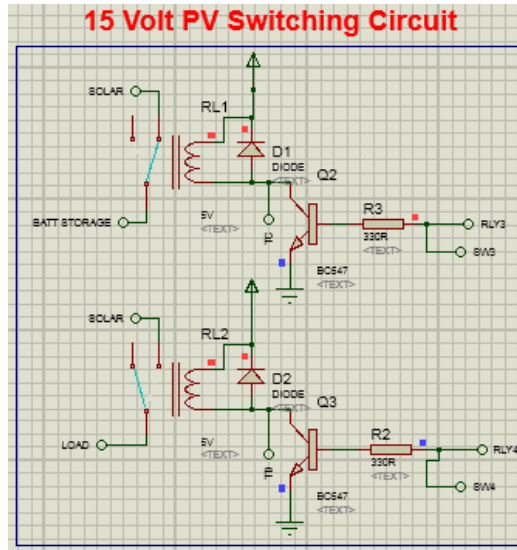 15 Volt PV Switching Circuit
SOLAR
RL1
D1
DIODE
<TEXT>
Q2
BATT STORAGE
5V
<TEXT>
TP
R3
330R
<TEXT>
RLY3
SW3
BC547
<TEXT>
SOLAR
RL2
D2
DIODE
<TEXT>
Q3
LOAD
5V
<TEXT>
TP
R2
330R
<TEXT>
RLY4
SW4
BC547
<TEXT>